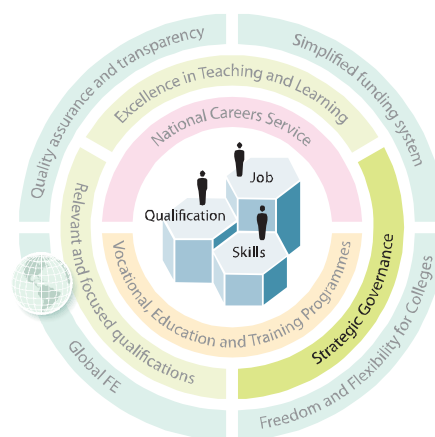 Quality assurance and transparency
Simplified funding system
Excellence in Teaching and Learning
National Careers Service
Job
Qualification
Skills
Relevant and focused qualifications
Vocational, Education and Training Programmes
Strategic Governance
Global FE
Freedom and Flexibility for Colleges